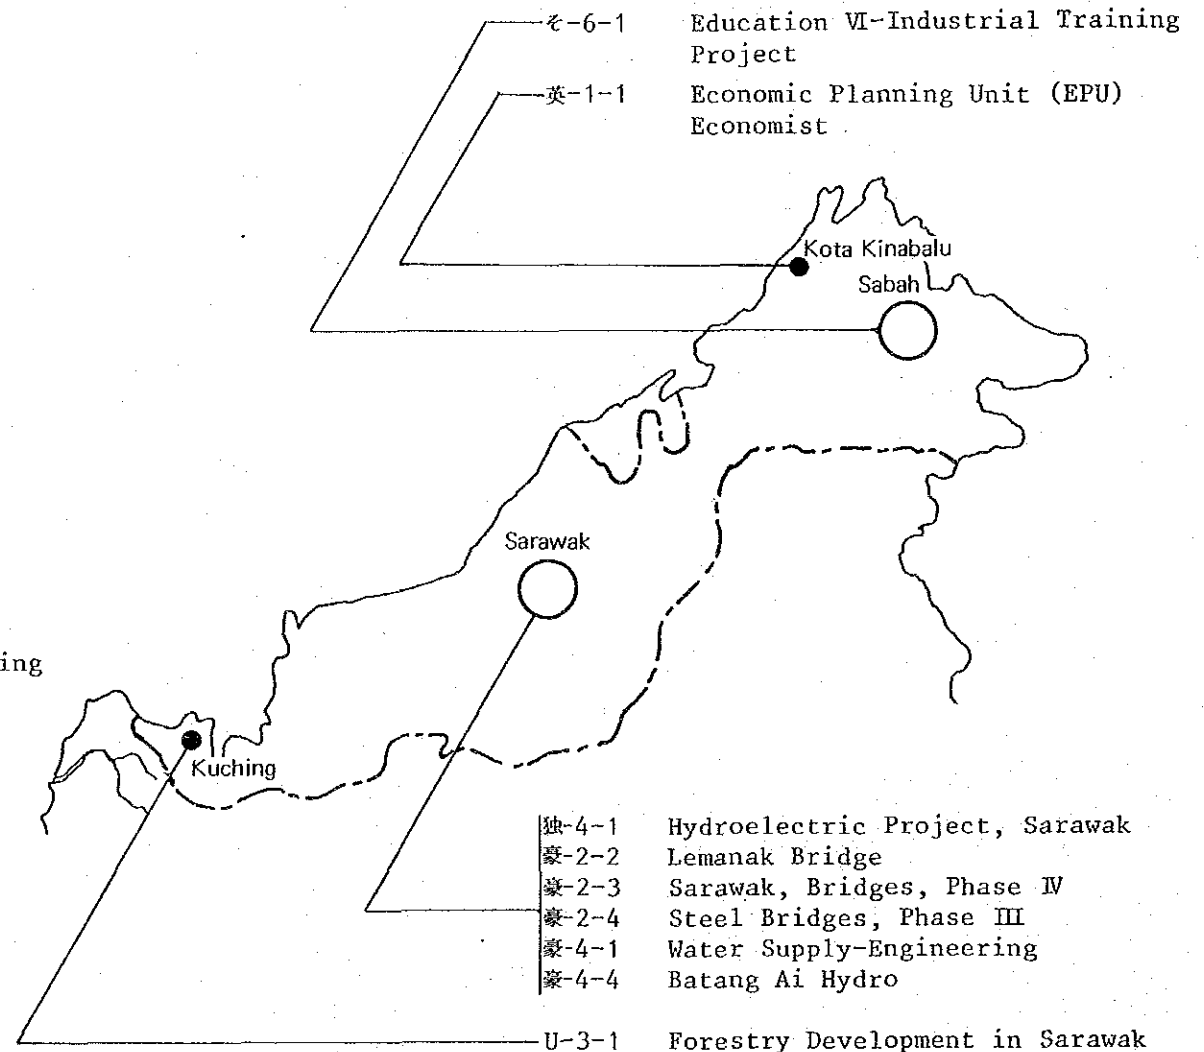 そ-6-1 Education Ⅵ-Industrial Training
Project
英-1-1 Economic Planning Unit (EPU)
Economist
Kota Kinabalu
Sabah
Sarawak
ing
Kuching
独-4-1 Hydroelectric Project, Sarawak
豪-2-2 Lemanak Bridge
豪-2-3 Sarawak, Bridges, Phase Ⅳ
豪-2-4 Steel Bridges, Phase Ⅲ
豪-4-1 Water Supply-Engineering
豪-4-4 Batang Ai Hydro
U-3-1 Forestry Development in Sarawak